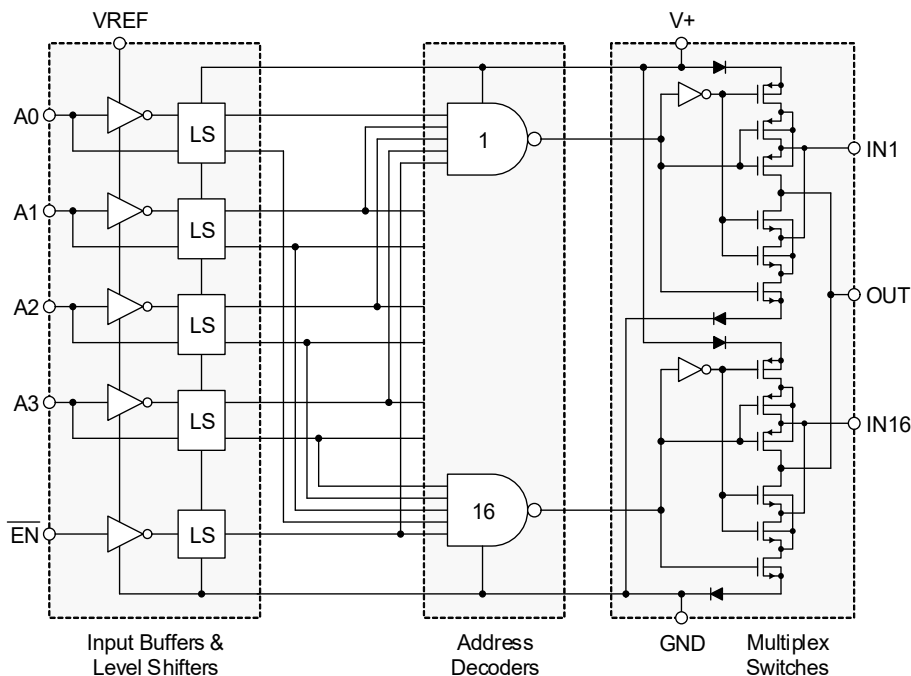 VREF
V+
A0
LS
1
IN1
A1
LS
A2
LS
OUT
A3
LS
IN16
EN
LS
16
GND
Input Buffers &
Level Shifters
Address
Decoders
Multiplex
Switches